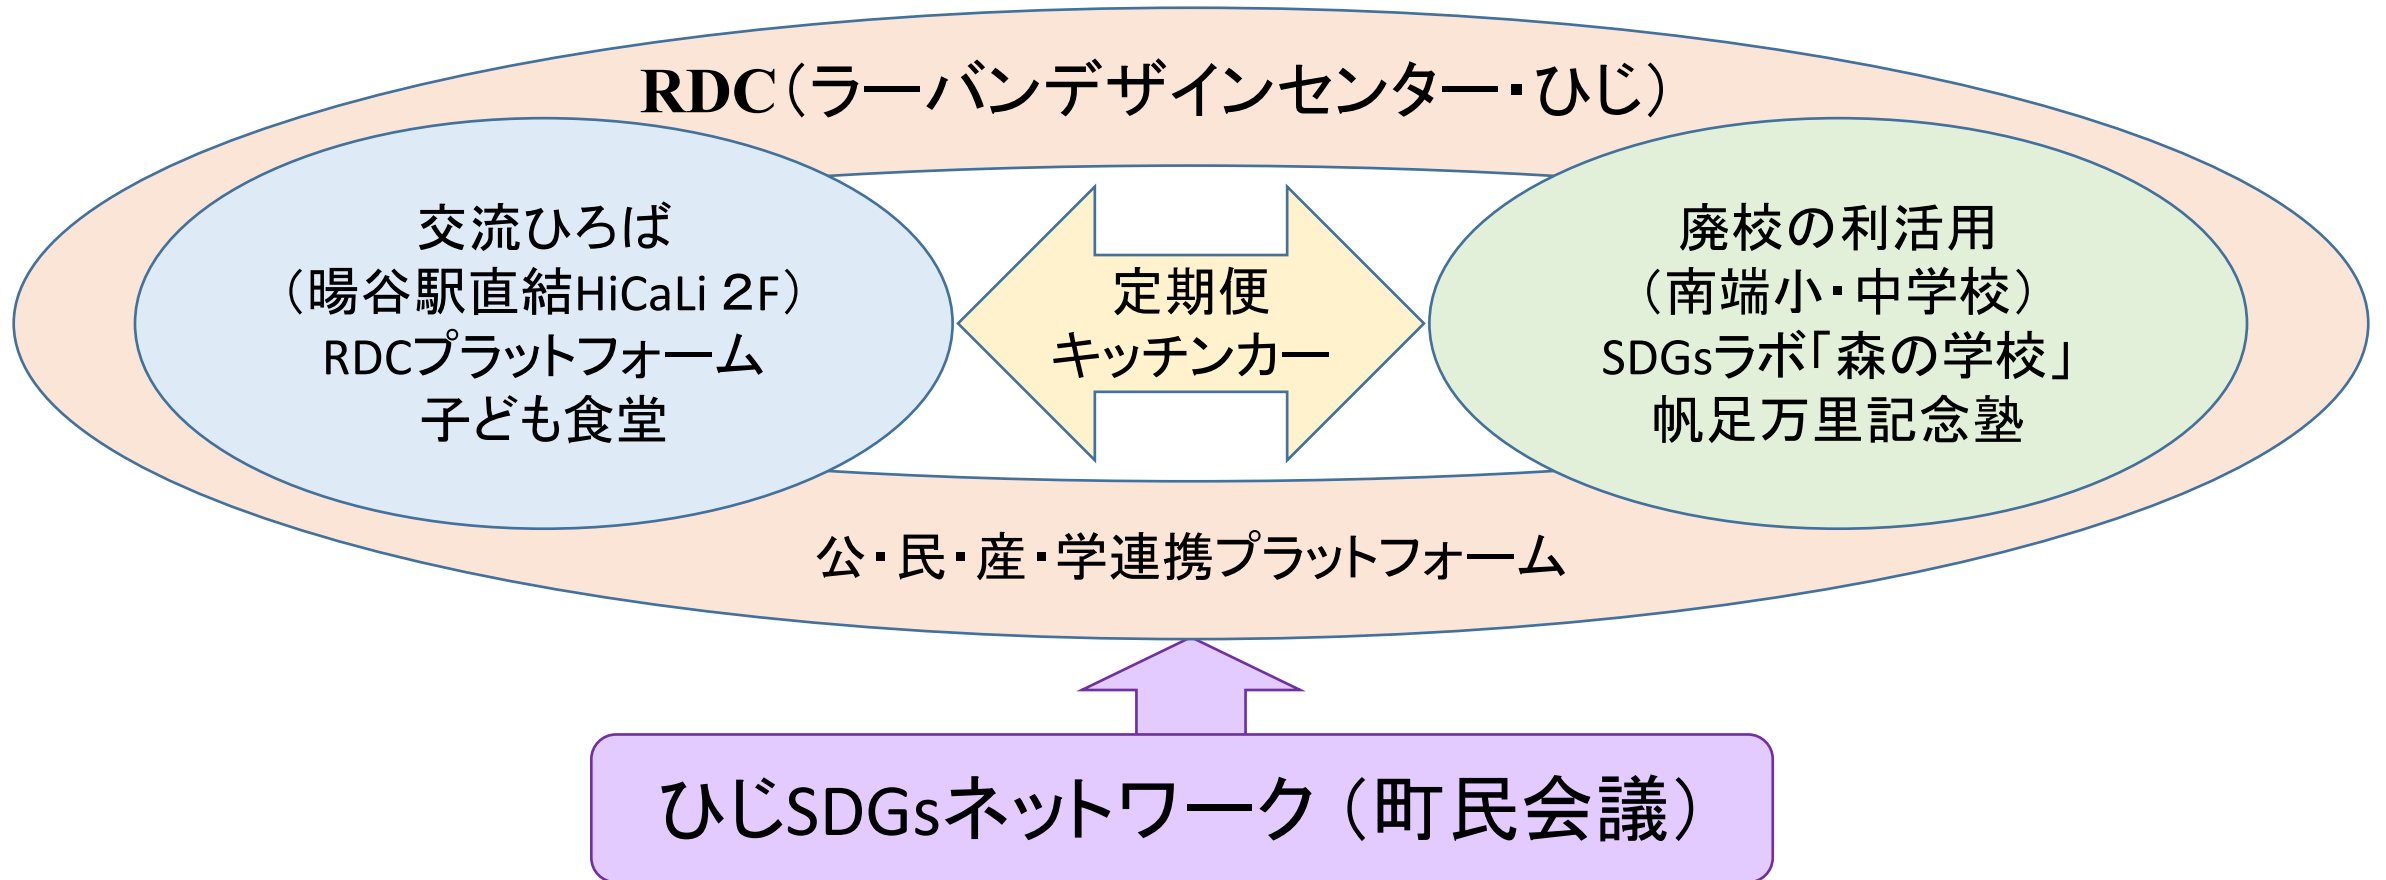 RDC（ラーバンデザインセンター・ひじ）
交流ひろば
（暘谷駅直結HiCaLi ２F）
RDCプラットフォーム
子ども食堂
定期便
キッチンカー
廃校の利活用
（南端小・中学校）
SDGsラボ「森の学校」
帆足万里記念塾
公・民・産・学連携プラットフォーム
ひじSDGsネットワーク（町民会議）